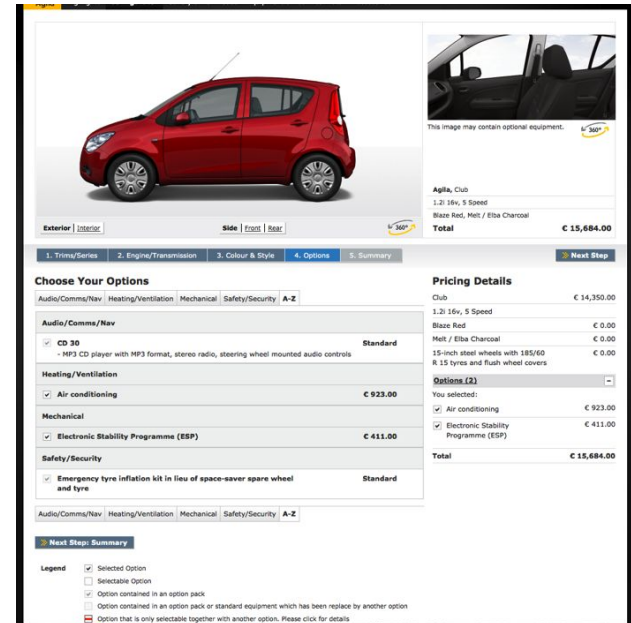 Agila
This image may contain optional equipment.
360°
Agila, Club
1.2i 16v, 5 Speed
Blaze Red, Melt / Elba Charcoal
Exterior | Interior
Side | Front | Rear
360°
Total € 15,684.00
1. Trims/Series 2. Engine/Transmission 3. Colour & Style 4. Options 5. Summary
Next Step
Choose Your Options
Audio/Comms/Nav Heating/Ventilation Mechanical Safety/Security A-Z
Audio/Comms/Nav
CD 30 Standard
- MP3 CD player with MP3 format, stereo radio, steering wheel mounted audio controls
Heating/Ventilation
Air conditioning € 923.00
Mechanical
Electronic Stability Programme (ESP) € 411.00
Safety/Security
Emergency tyre inflation kit in lieu of space-saver spare wheel Standard
and tyre
Audio/Comms/Nav Heating/Ventilation Mechanical Safety/Security A-Z
Next Step: Summary
Legend Selected Option
Selectable Option
Option contained in an option pack
Option contained in an option pack or standard equipment which has been replace by another option
Option that is only selectable together with another option. Please click for details
Pricing Details
Club € 14,350.00
1.2i 16v, 5 Speed
Blaze Red € 0.00
Melt / Elba Charcoal € 0.00
15-inch steel wheels with 185/60 € 0.00
R 15 tyres and flush wheel covers
Options (2)
You selected:
Air conditioning € 923.00
Electronic Stability € 411.00
Programme (ESP)
Total € 15,684.00